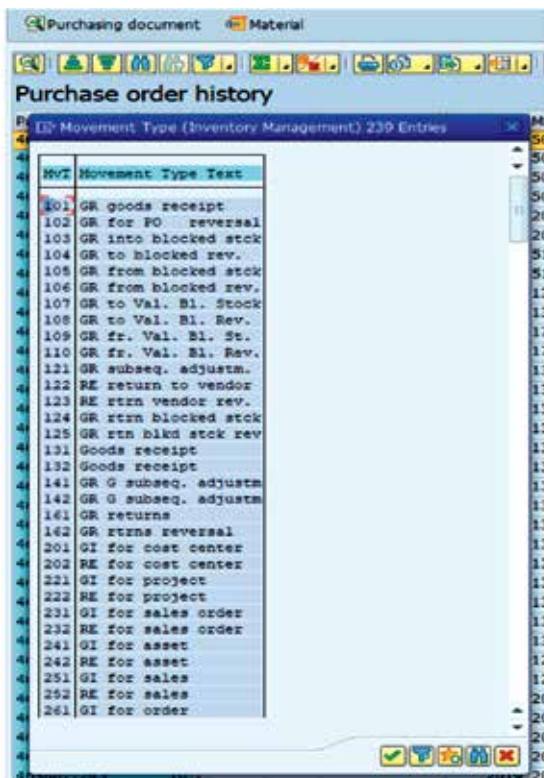 Purchasing document Material
Purchase order history
Movement Type (Inventory Management) 239 Entries
MvT Movement Type Text
101 GR goods receipt
102 GR for PO reversal
103 GR into blocked stck
104 GR to blocked rev.
105 GR from blocked stck
106 GR from blocked rev.
107 GR to Val. Bl. Stock
108 GR to Val. Bl. Rev.
109 GR fr. Val. Bl. St.
110 GR fr. Val. Bl. Rev.
121 GR subseq. adjustm.
122 RE return to vendor
123 RE rtrn vendor rev.
124 GR rtrn blocked stck
125 GR rtn blkd stck rev
131 Goods receipt
132 Goods receipt
141 GR G subseq. adjustm
142 GR G subseq. adjustm
161 GR returns
162 GR rtrns reversal
201 GI for cost center
202 RE for cost center
221 GI for project
222 RE for project
231 GI for sales order
232 RE for sales order
241 GI for asset
242 RE for asset
251 GI for sales
252 RE for sales
261 GI for order